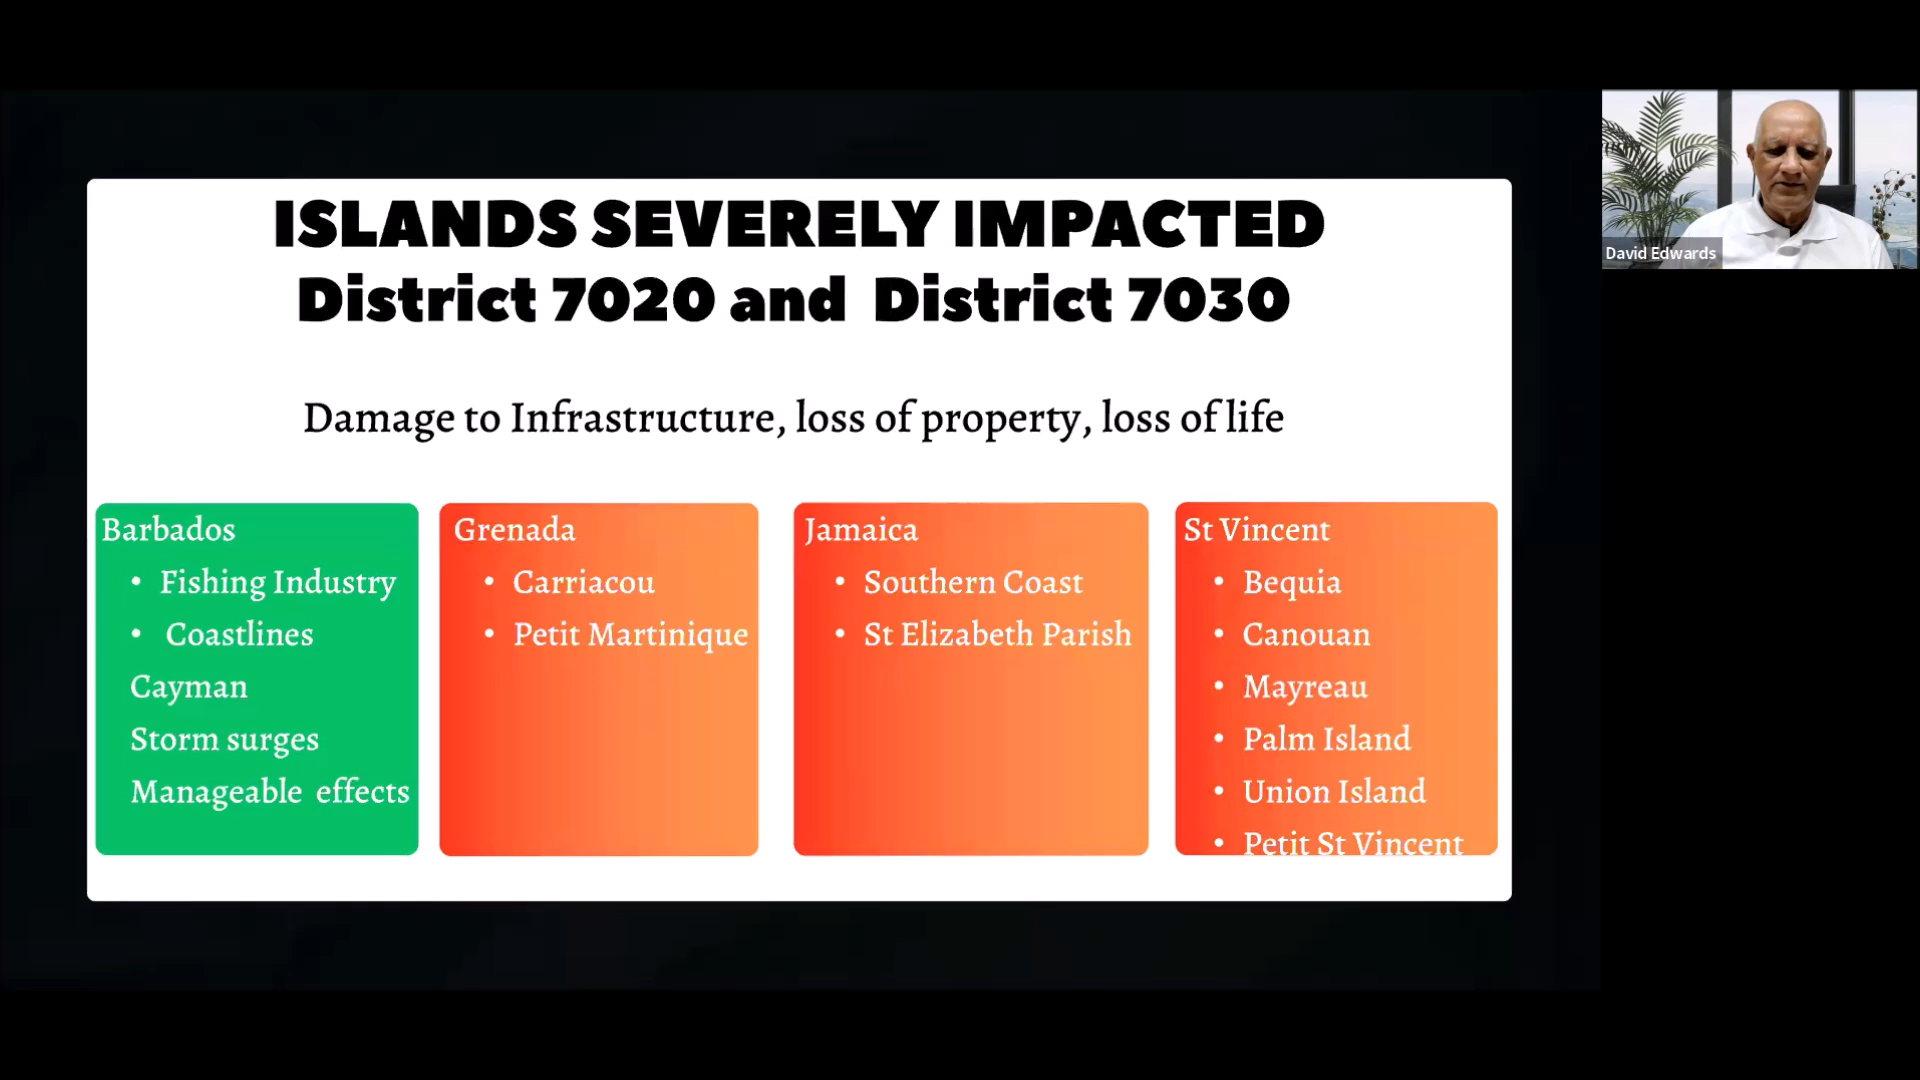 ISLANDS SEVERELY IMPACTED
District 7020 and District 7030
Damage to Infrastructure, loss of property, loss of life
Barbados
• Fishing Industry
• Coastlines
Cayman
Storm surges
Manageable effects
Grenada
• Carriacou
• Petit Martinique
Jamaica
• Southern Coast
• St Elizabeth Parish
St Vincent
• Bequia
• Canouan
• Mayreau
• Palm Island
• Union Island
• Petit St Vincent
David Edwards